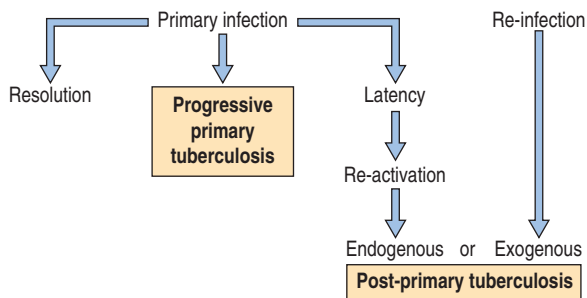 Primary infection Re-infection
Resolution Progressive primary tuberculosis Latency
Re-activation
Endogenous or Exogenous
Post-primary tuberculosis